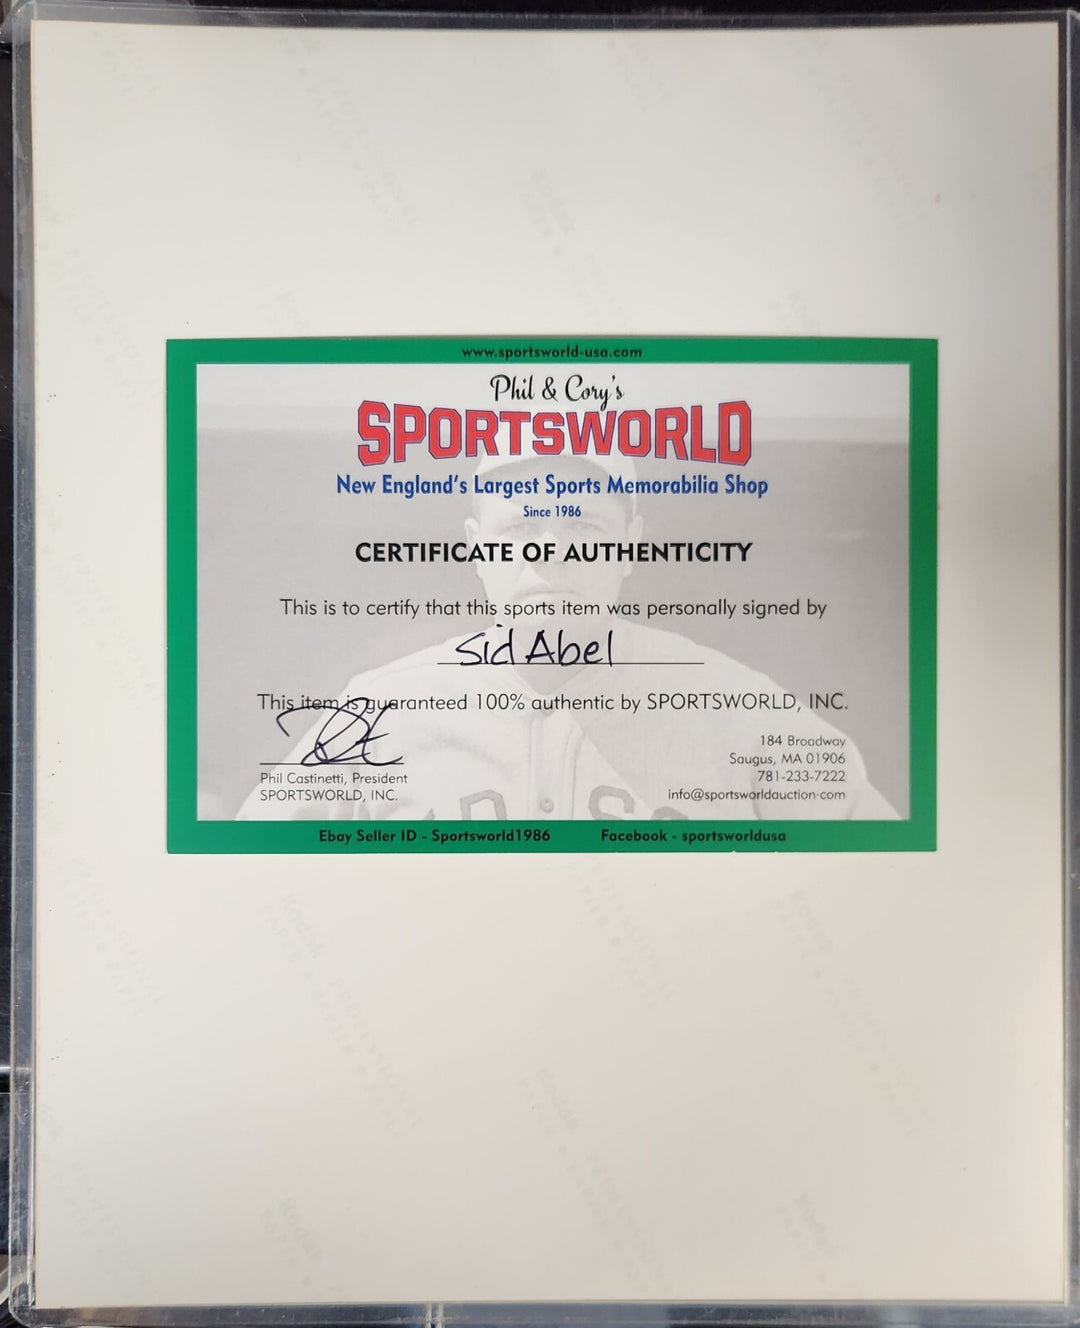 www.sportsworld-usa.com
Phil & Cory's
SPORTSWORLD
New England's Largest Sports Memorabilia Shop
Since 1986
CERTIFICATE OF AUTHENTICITY
This is to certify that this sports item was personally signed by
Sid Abel
This item is guaranteed 100% authentic by SPORTSWORLD, INC.
Phil Castinetti, President
SPORTSWORLD, INC.
184 Broadway
Saugus, MA 01906
781-233-7222
info@sportsworldauction.com
Ebay Seller ID - Sportsworld1986
Facebook - sportsworldusa